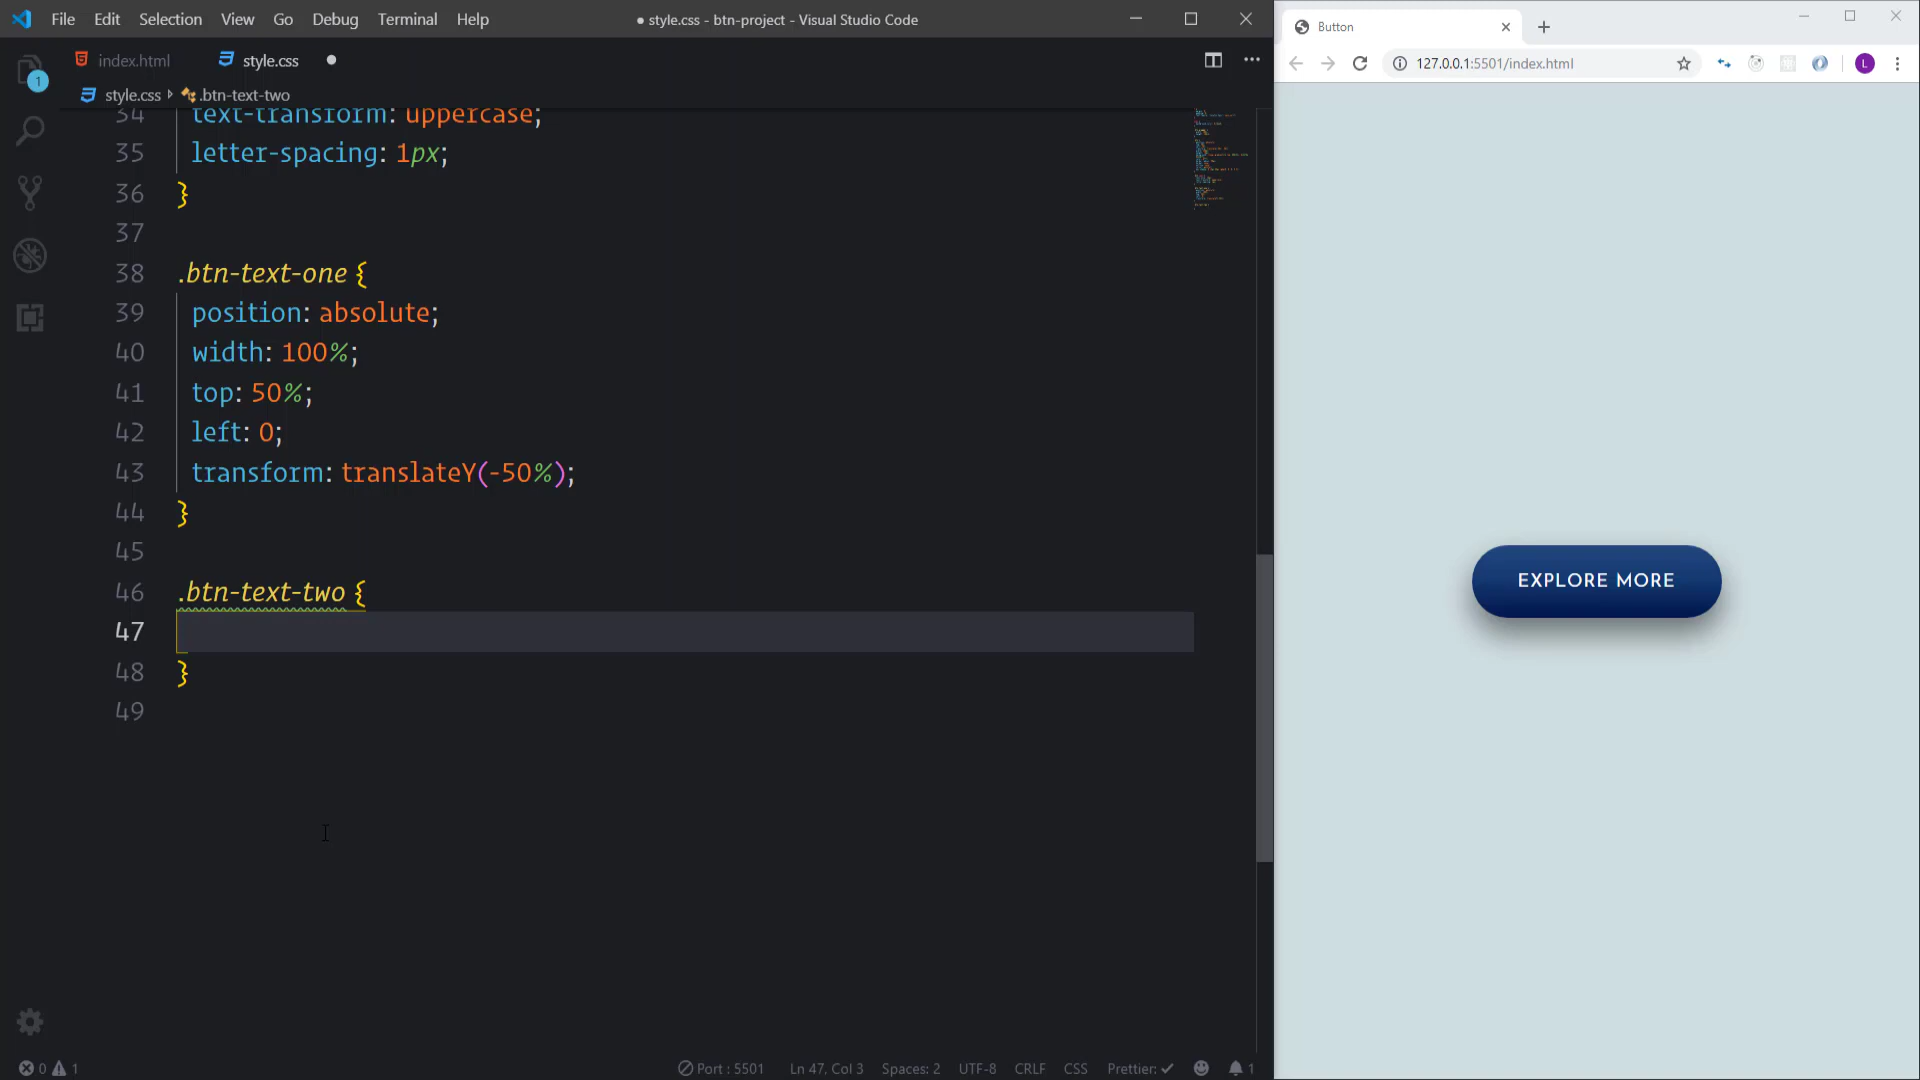 File Edit Selection View Go Debug Terminal Help
● style.css - btn-project - Visual Studio Code
index.html style.css
style.css .btn-text-two
34 text-transform: uppercase;
35 letter-spacing: 1px;
36 }
37
38 .btn-text-one {
39 position: absolute;
40 width: 100%;
41 top: 50%;
42 left: 0;
43 transform: translateY(-50%);
44 }
45
46 .btn-text-two {
47
48 }
49
1
0 1 Port : 5501 Ln 47, Col 3 Spaces: 2 UTF-8 CRLF CSS Prettier: ✓ 1
Button
127.0.0.1:5501/index.html
L
EXPLORE MORE